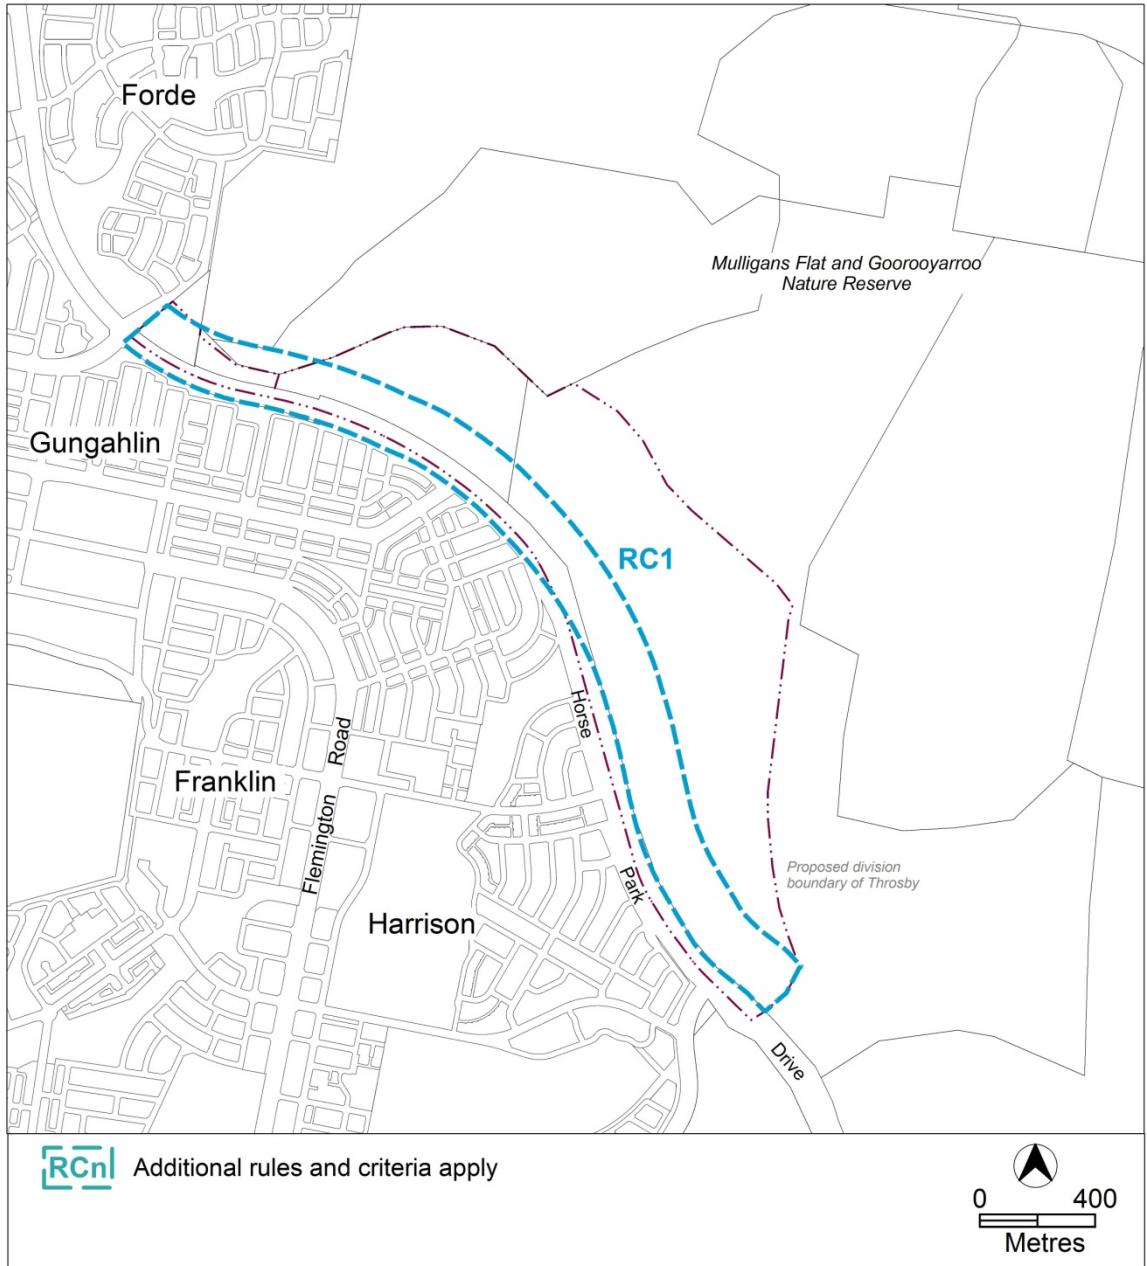 Forde
Mulligans Flat and Goorooyarroo
Nature Reserve
Gungahlin
RC1
Horse
Road
Franklin
Flemington
Park
Proposed division
boundary of Throsby
Harrison
Drive
RCn Additional rules and criteria apply
0 400
Metres